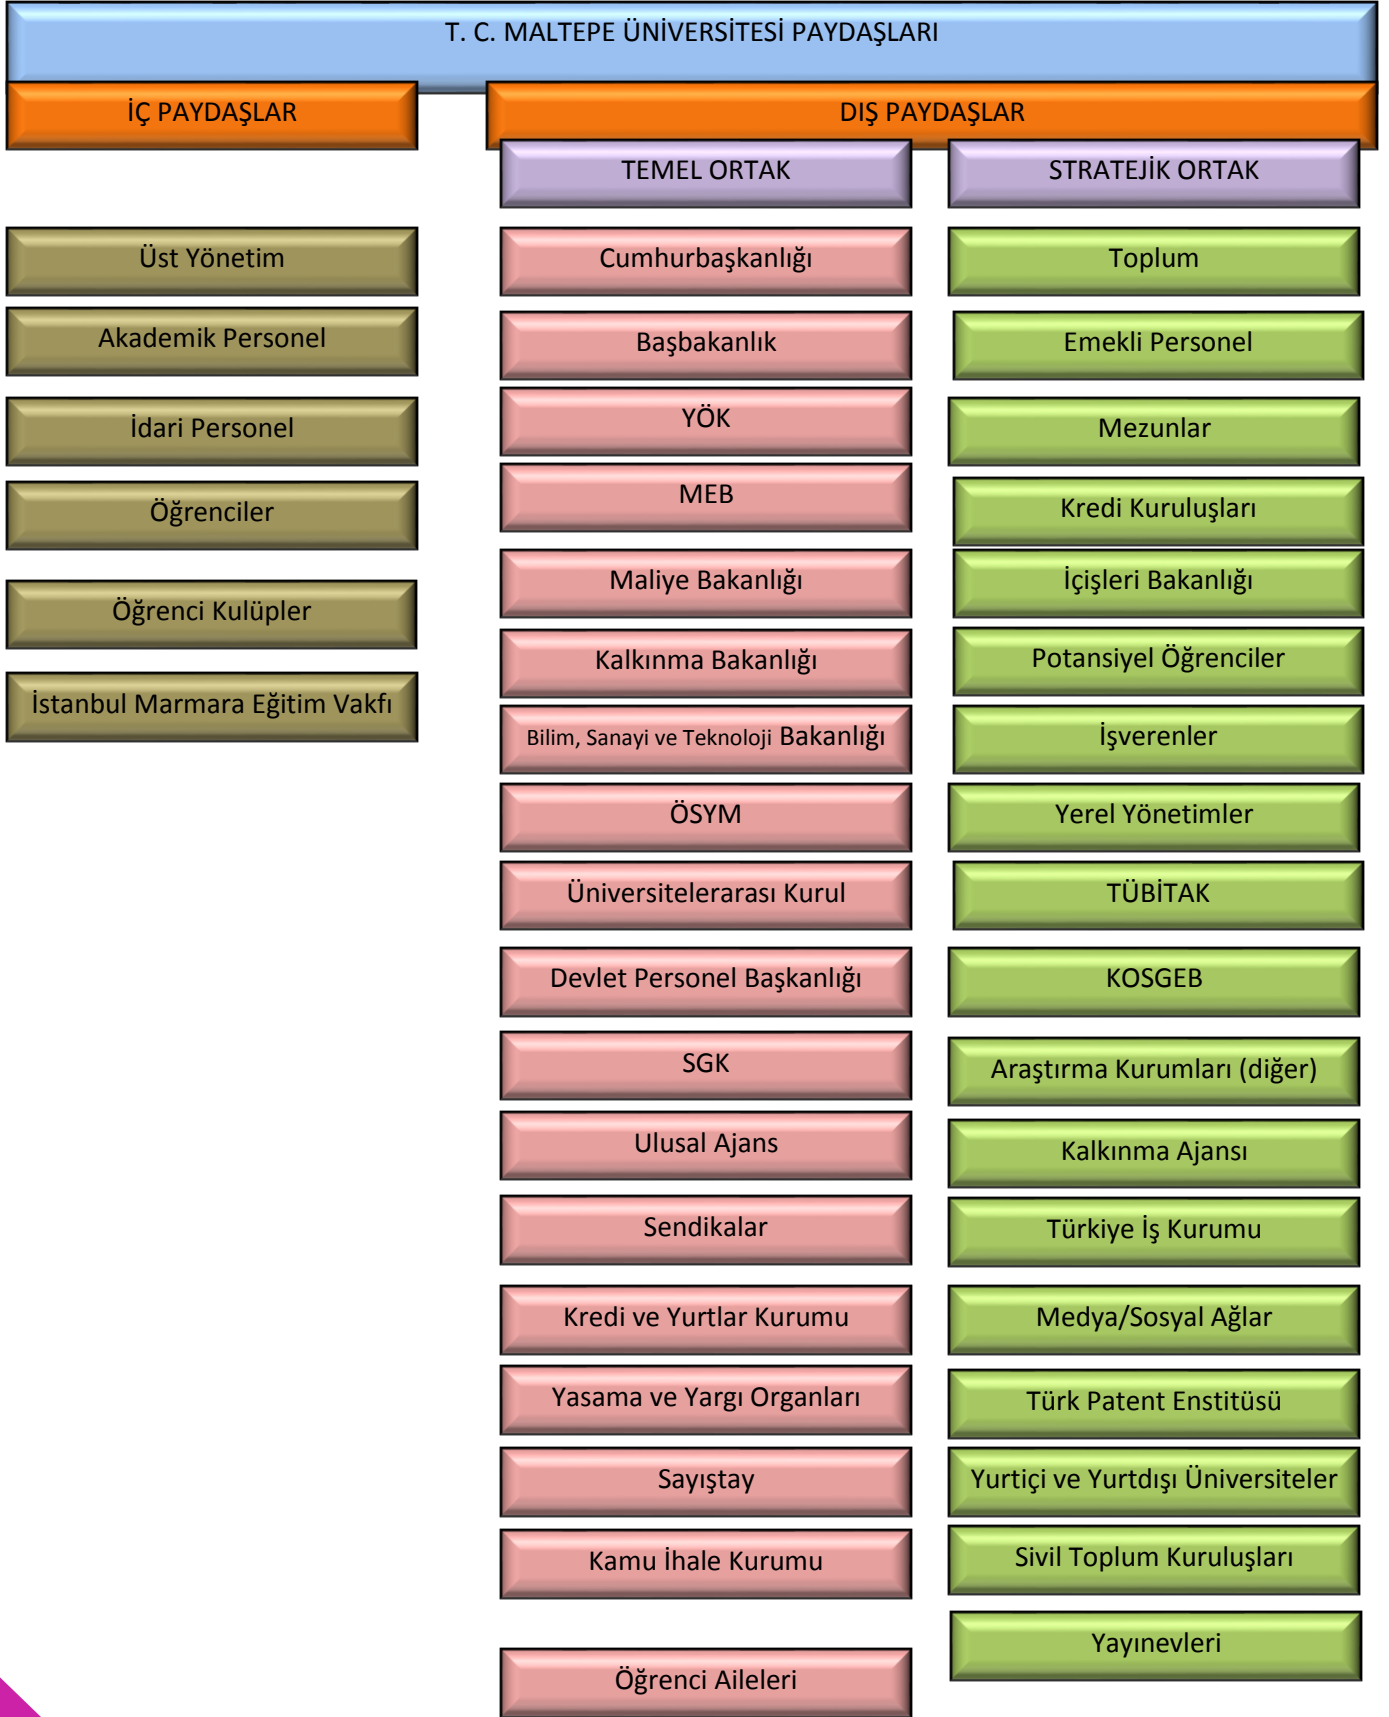 T. C. MALTEPE ÜNİVERSİTESİ PAYDAŞLARI
İÇ PAYDAŞLAR
DIŞ PAYDAŞLAR
TEMEL ORTAK
STRATEJİK ORTAK
Üst Yönetim
Akademik Personel
İdari Personel
Öğrenciler
Öğrenci Kulüpler
İstanbul Marmara Eğitim Vakfı
Cumhurbaşkanlığı
Başbakanlık
YÖK
MEB
Maliye Bakanlığı
Kalkınma Bakanlığı
Bilim, Sanayi ve Teknoloji Bakanlığı
ÖSYM
Üniversitelerarası Kurul
Devlet Personel Başkanlığı
SGK
Ulusal Ajans
Sendikalar
Kredi ve Yurtlar Kurumu
Yasama ve Yargı Organları
Sayıştay
Kamu İhale Kurumu
Öğrenci Aileleri
Toplum
Emekli Personel
Mezunlar
Kredi Kuruluşları
İçişleri Bakanlığı
Potansiyel Öğrenciler
İşverenler
Yerel Yönetimler
TÜBİTAK
KOSGEB
Araştırma Kurumları (diğer)
Kalkınma Ajansı
Türkiye İş Kurumu
Medya/Sosyal Ağlar
Türk Patent Enstitüsü
Yurtiçi ve Yurtdışı Üniversiteler
Sivil Toplum Kuruluşları
Yayınevleri